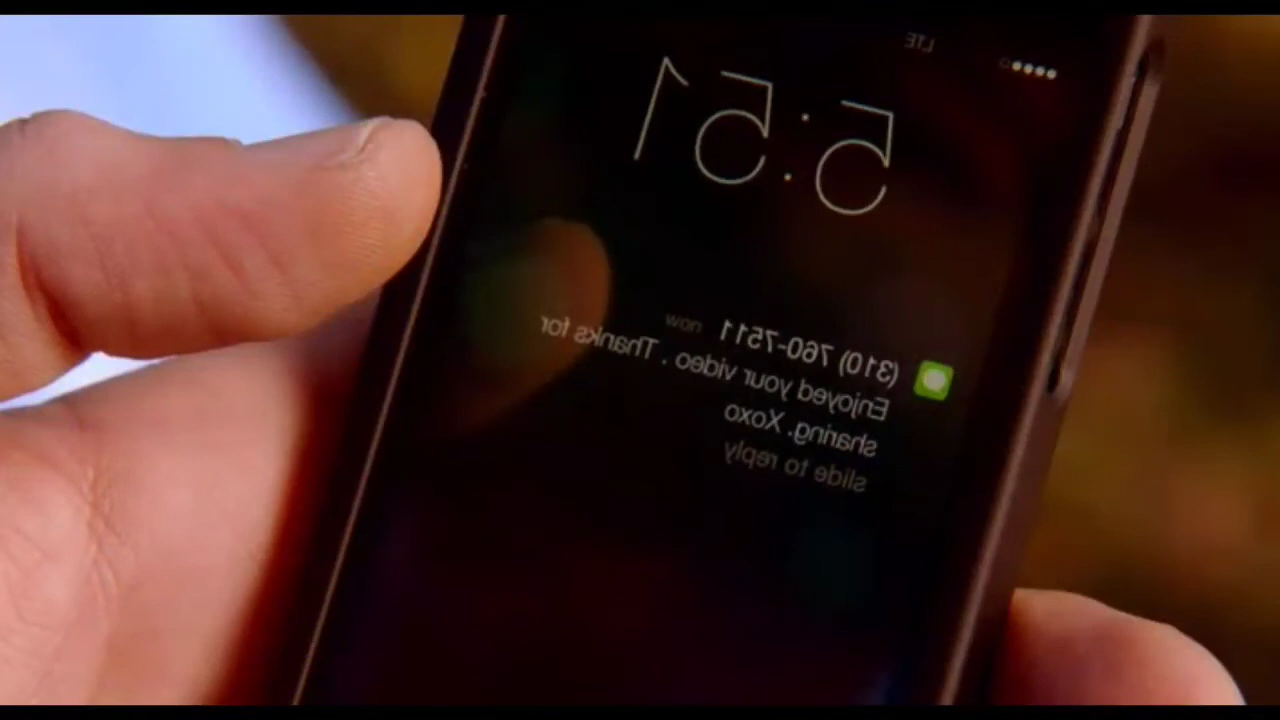 LTE
5:51
(310) 760-7511 now
Enjoyed your video . Thanks for
sharing. Xoxo
slide to reply